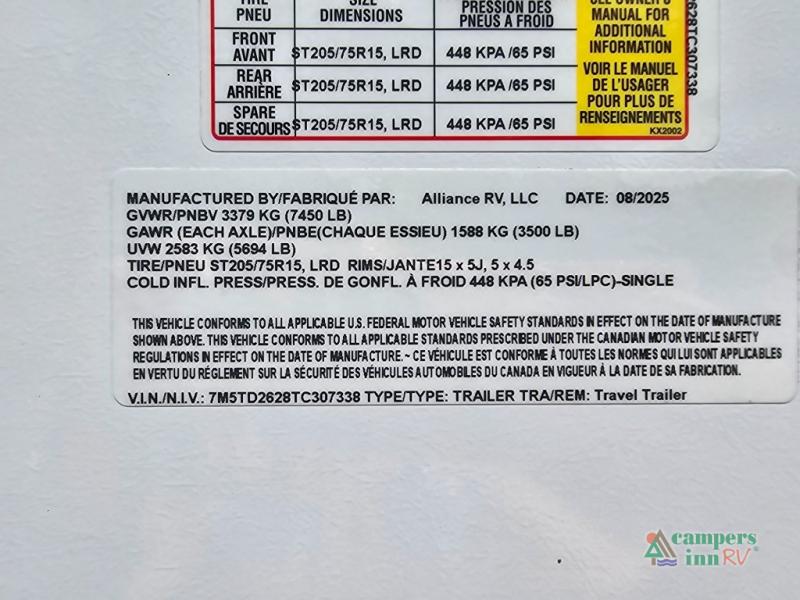 TIRE SIZE
PNEU DIMENSIONS PRESSION DES
PNEUS A FROID
SEE OWNER'S
MANUAL FOR
ADDITIONAL
INFORMATION
VOIR LE MANUEL
DE L'USAGER
POUR PLUS DE
RENSEIGNEMENTS
KX2002
FRONT
AVANT ST205/75R15, LRD 448 KPA /65 PSI
REAR
ARRIÈRE ST205/75R15, LRD 448 KPA /65 PSI
SPARE
DE SECOURS ST205/75R15, LRD 448 KPA /65 PSI
2628TC307338
MANUFACTURED BY/FABRIQUÉ PAR: Alliance RV, LLC DATE: 08/2025
GVWR/PNBV 3379 KG (7450 LB)
GAWR (EACH AXLE)/PNBE(CHAQUE ESSIEU) 1588 KG (3500 LB)
UVW 2583 KG (5694 LB)
TIRE/PNEU ST205/75R15, LRD RIMS/JANTE15 x 5J, 5 x 4.5
COLD INFL. PRESS/PRESS. DE GONFL. À FROID 448 KPA (65 PSI/LPC)-SINGLE
THIS VEHICLE CONFORMS TO ALL APPLICABLE U.S. FEDERAL MOTOR VEHICLE SAFETY STANDARDS IN EFFECT ON THE DATE OF MANUFACTURE
SHOWN ABOVE. THIS VEHICLE CONFORMS TO ALL APPLICABLE STANDARDS PRESCRIBED UNDER THE CANADIAN MOTOR VEHICLE SAFETY
REGULATIONS IN EFFECT ON THE DATE OF MANUFACTURE. ~ CE VÉHICULE EST CONFORME À TOUTES LES NORMES QUI LUI SONT APPLICABLES
EN VERTU DU RÉGLEMENT SUR LA SÉCURITÉ DES VÉHICULES AUTOMOBILES DU CANADA EN VIGUEUR À LA DATE DE SA FABRICATION.
V.I.N./N.I.V.: 7M5TD2628TC307338 TYPE/TYPE: TRAILER TRA/REM: Travel Trailer
campers
inn RV